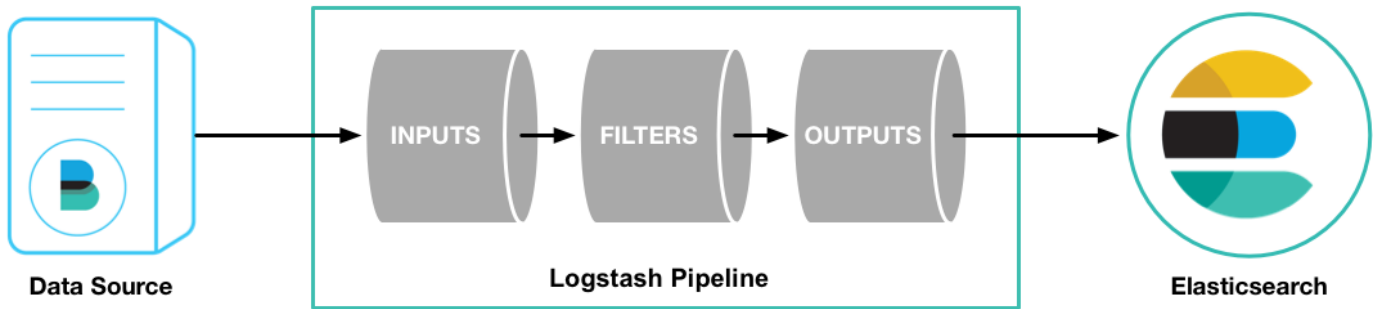 INPUTS
FILTERS
OUTPUTS
Data Source
Logstash Pipeline
Elasticsearch